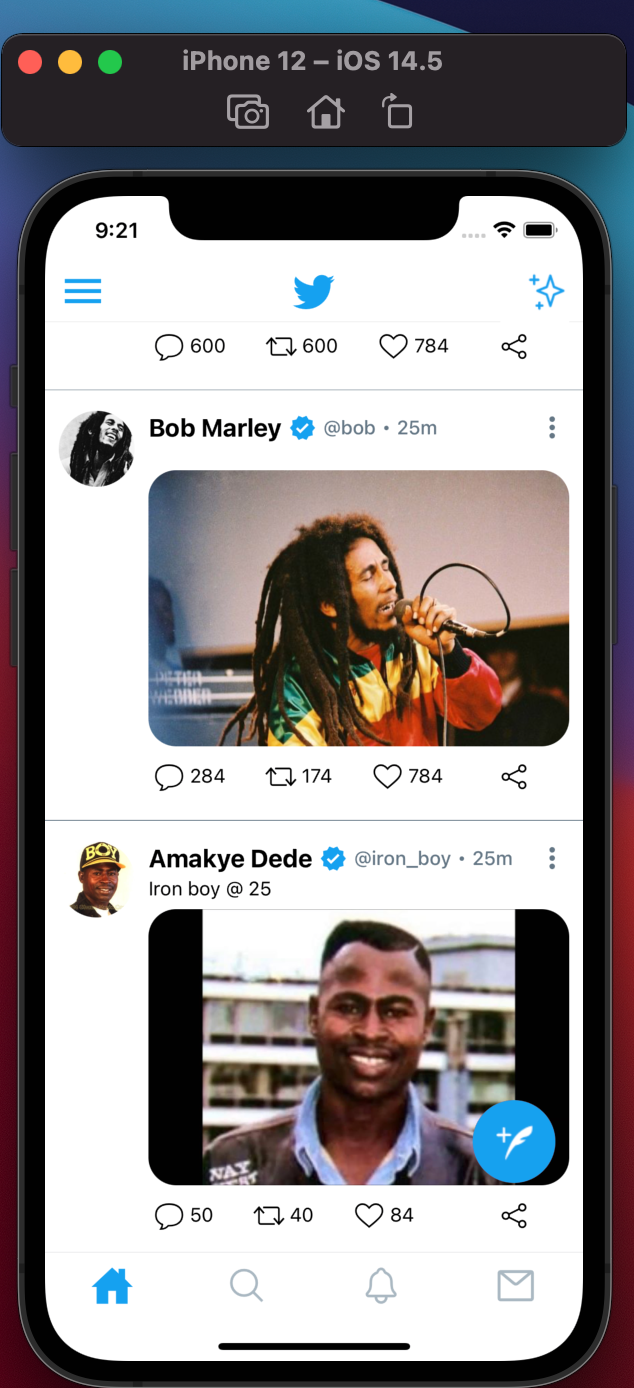 iPhone 12 – iOS 14.5
9:21
600 600 784
Bob Marley @bob • 25m
PETER
WEBBER
284 174 784
BOY
Amakye Dede @iron_boy • 25m
Iron boy @ 25
50 40 84